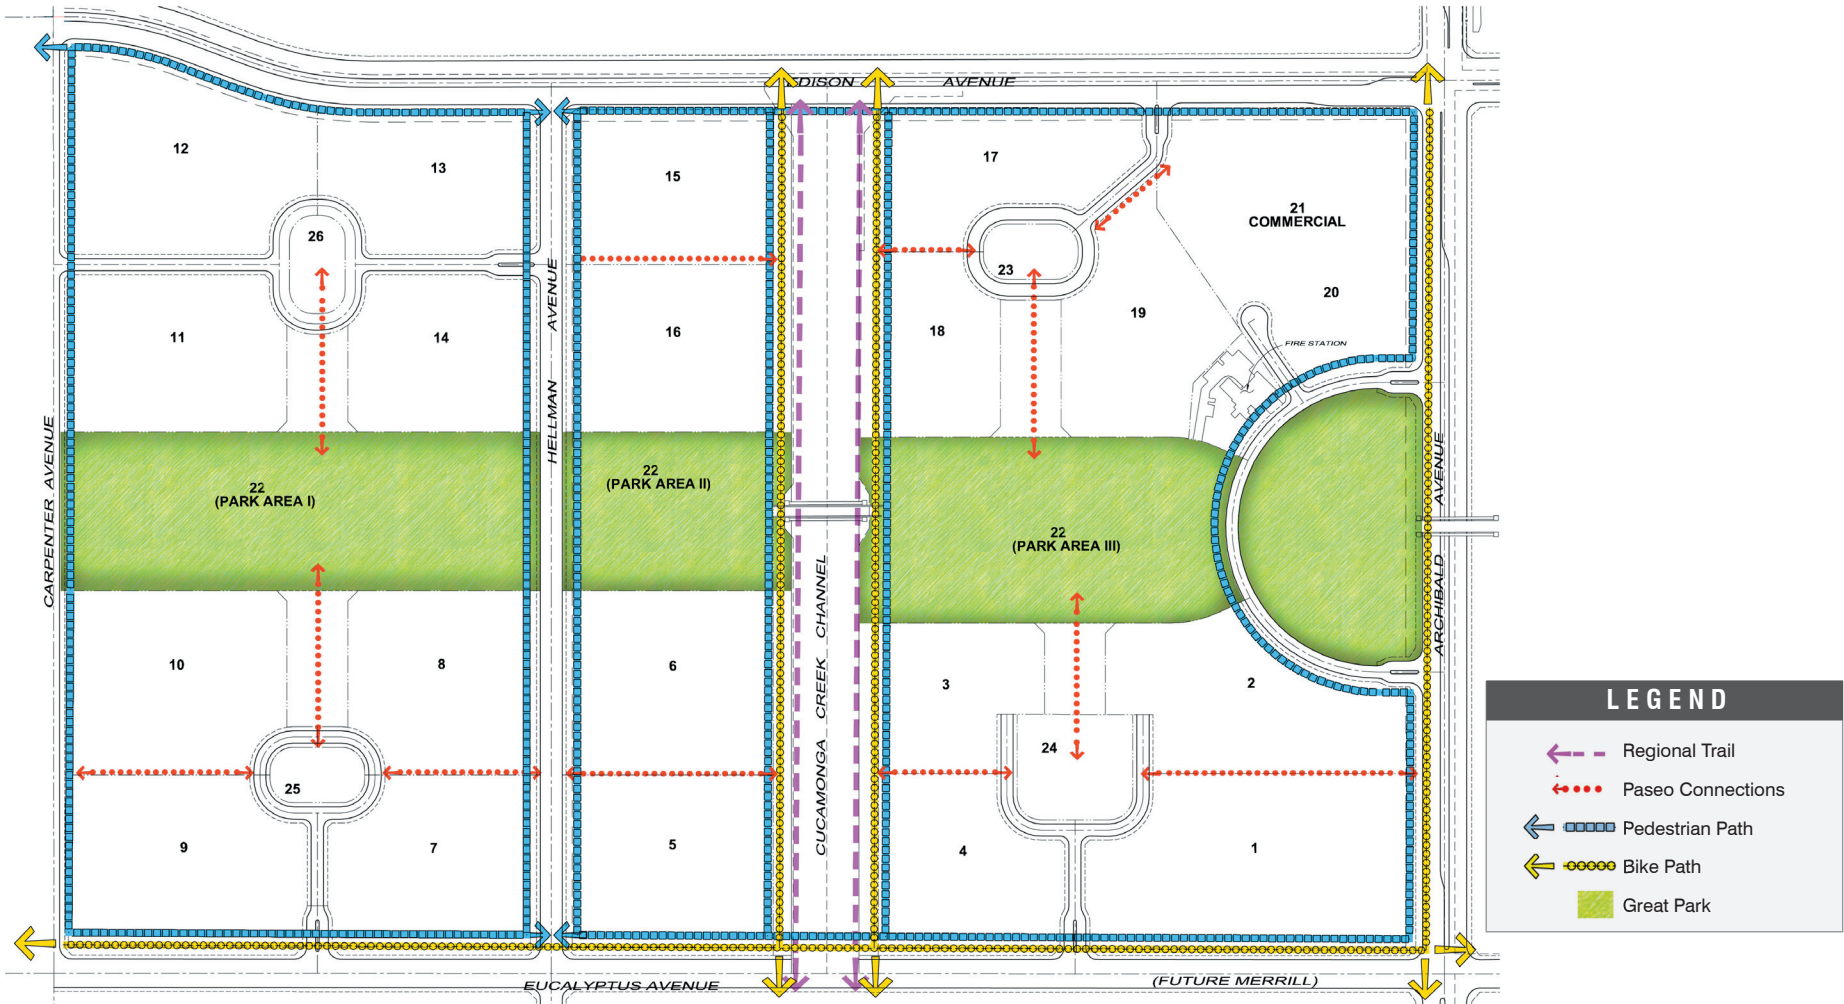 DISON AVENUE
12
13
15
17
21
COMMERCIAL
26
23
20
19
11
14
16
18
FIRE STATION
HELLMAN AVENUE
CARPENTER AVENUE
22
(PARK AREA I)
22
(PARK AREA II)
22
(PARK AREA III)
ARCHIBALD AVENUE
CUCAMONGA CREEK CHANNEL
10
8
6
3
2
24
25
9
7
5
4
1
EUCALYPTUS AVENUE
(FUTURE MERRILL)
LEGEND
Regional Trail
Paseo Connections
Pedestrian Path
Bike Path
Great Park